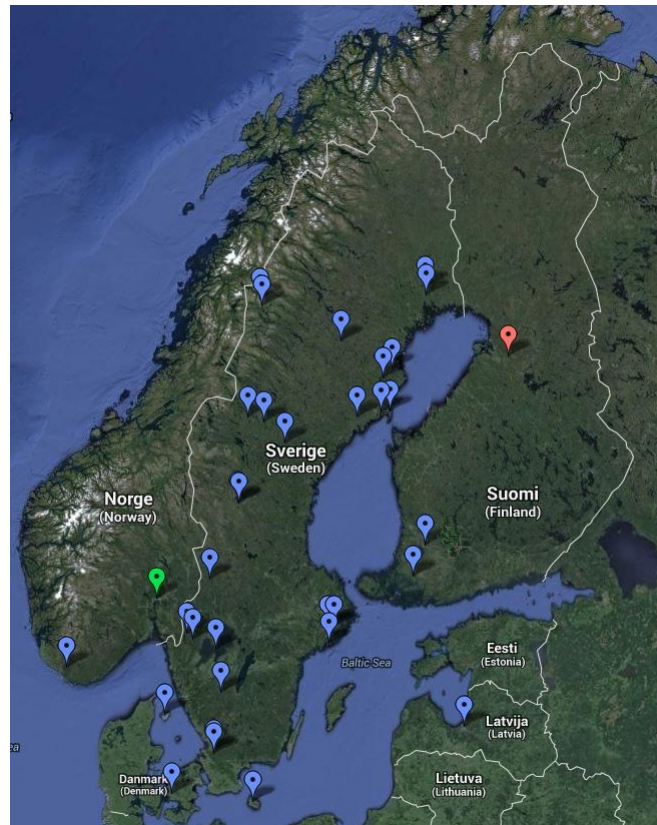 Sverige
(Sweden)
Norge
(Norway)
Suomi
(Finland)
Eesti
(Estonia)
Baltic Sea
Latvija
(Latvia)
Danmark
(Denmark)
Lietuva
(Lithuania)